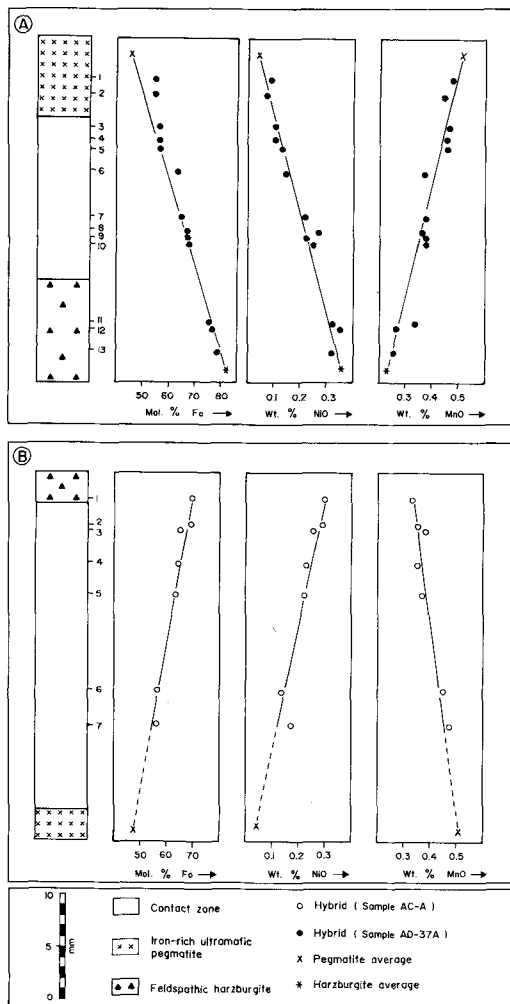 A
1
2
3
4
5
6
7
8
9
10
11
12
13
50 60 70 80
0.1 0.2 0.3
0.3 0.4 0.5
Mol. % Fo →
Wt. % NiO →
Wt. % MnO →
B
1
2
3
4
5
6
7
50 60 70
0.1 0.2 0.3
0.3 0.4 0.5
Mol. % Fo →
Wt. % NiO →
Wt. % MnO →
10
5
0
mm
Contact zone
Iron-rich ultramafic
pegmatite
Feldspathic harzburgite
Hybrid ( Sample AC-A )
Hybrid ( Sample AD-37A )
Pegmatite average
Harzburgite average